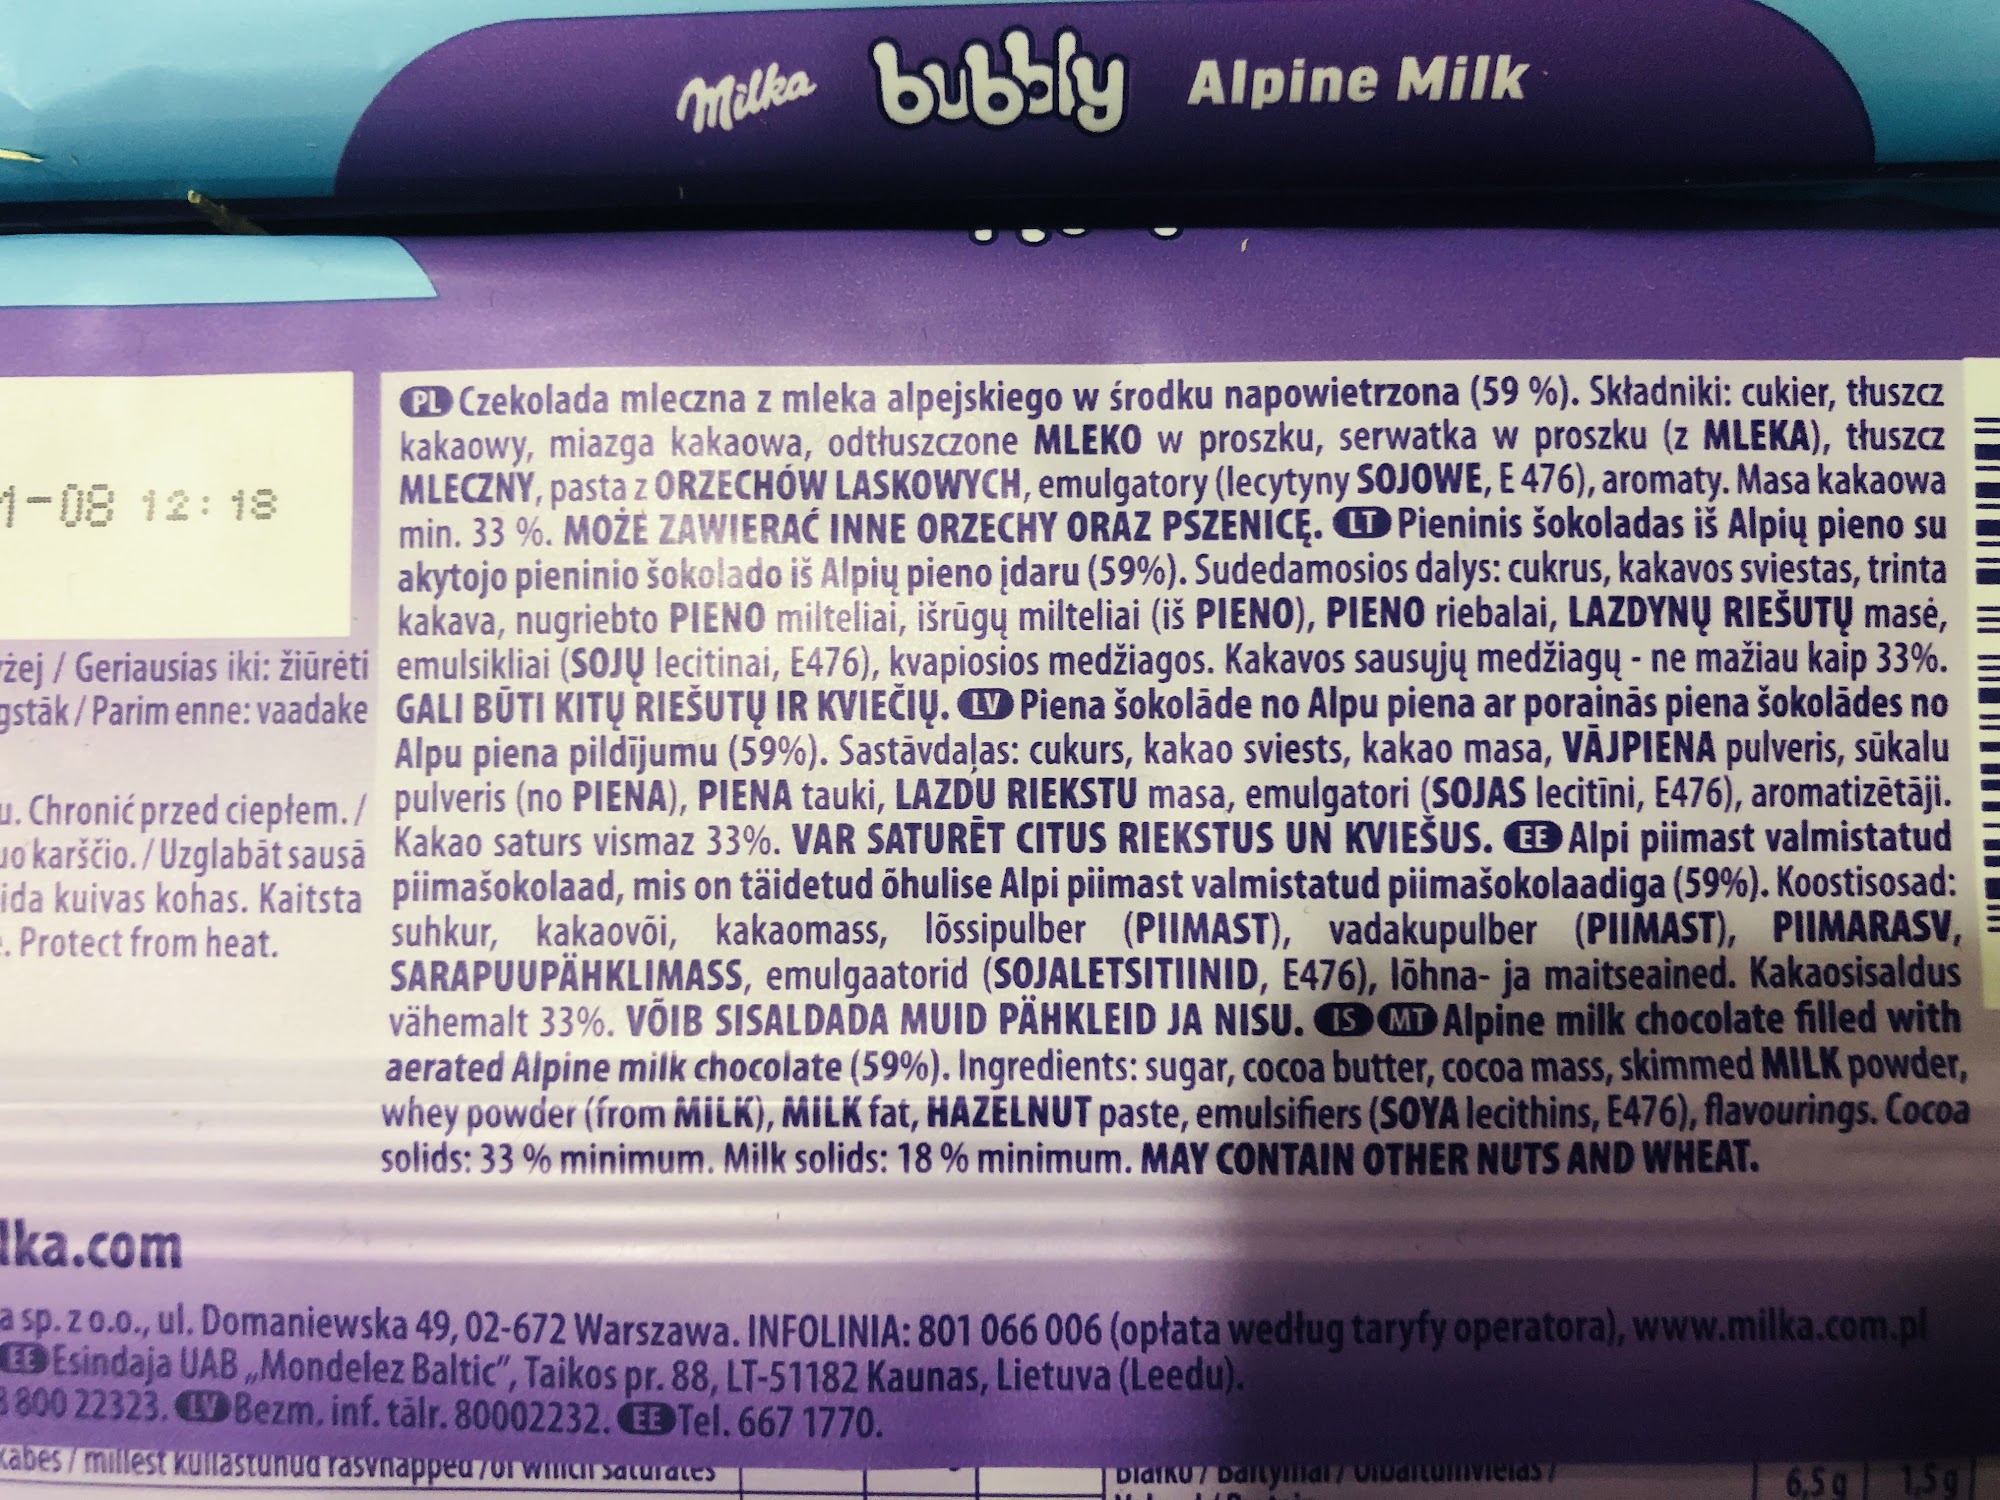 Milka bubbly Alpine Milk
1-08 12:18
żej / Geriausias iki: žiūrėti
gstāk / Parim enne: vaadake
u. Chronić przed ciepłem. /
uo karščio. / Uzglabāt sausā
ida kuivas kohas. Kaitsta
. Protect from heat.
PL Czekolada mleczna z mleka alpejskiego w środku napowietrzona (59 %). Składniki: cukier, tłuszcz
kakaowy, miazga kakaowa, odtłuszczone MLEKO w proszku, serwatka w proszku (z MLEKA), tłuszcz
MLECZNY, pasta z ORZECHÓW LASKOWYCH, emulgatory (lecytyny SOJOWE, E 476), aromaty. Masa kakaowa
min. 33 %. MOŻE ZAWIERAĆ INNE ORZECHY ORAZ PSZENICĘ. LT Pieninis šokoladas iš Alpių pieno su
akytojo pieninio šokolado iš Alpių pieno įdaru (59%). Sudedamosios dalys: cukrus, kakavos sviestas, trinta
kakava, nugriebto PIENO milteliai, išrūgų milteliai (iš PIENO), PIENO riebalai, LAZDYNŲ RIEŠUTŲ masė,
emulsikliai (SOJŲ lecitinai, E476), kvapiosios medžiagos. Kakavos sausųjų medžiagų - ne mažiau kaip 33%.
GALI BŪTI KITŲ RIEŠUTŲ IR KVIEČIŲ. LV Piena šokolāde no Alpu piena ar porainās piena šokolādes no
Alpu piena pildījumu (59%). Sastāvdaļas: cukurs, kakao sviests, kakao masa, VĀJPIENA pulveris, sūkalu
pulveris (no PIENA), PIENA tauki, LAZDU RIEKSTU masa, emulgatori (SOJAS lecitīni, E476), aromatizētāji.
Kakao saturs vismaz 33%. VAR SATURĒT CITUS RIEKSTUS UN KVIEŠUS. EE Alpi piimast valmistatud
piimašokolaad, mis on täidetud õhulise Alpi piimast valmistatud piimašokolaadiga (59%). Koostisosad:
suhkur, kakaovõi, kakaomass, lõssipulber (PIIMAST), vadakupulber (PIIMAST), PIIMARASV,
SARAPUUPÄHKLIMASS, emulgaatorid (SOJALETSITIINID, E476), lõhna- ja maitseained. Kakaosisaldus
vähemalt 33%. VÕIB SISALDADA MUID PÄHKLEID JA NISU. IS MT Alpine milk chocolate filled with
aerated Alpine milk chocolate (59%). Ingredients: sugar, cocoa butter, cocoa mass, skimmed MILK powder,
whey powder (from MILK), MILK fat, HAZELNUT paste, emulsifiers (SOYA lecithins, E476), flavourings. Cocoa
solids: 33 % minimum. Milk solids: 18 % minimum. MAY CONTAIN OTHER NUTS AND WHEAT.
lka.com
a sp. z o.o., ul. Domaniewska 49, 02-672 Warszawa. INFOLINIA: 801 066 006 (opłata według taryfy operatora), www.milka.com.pl
EE Esindaja UAB „Mondelez Baltic”, Taikos pr. 88, LT-51182 Kaunas, Lietuva (Leedu).
8 800 22323. LV Bezm. inf. tālr. 80002232. EE Tel. 667 1770.
kābes / millest küllastunud rasvhapped / of which saturates
6,5 g 1,5 g